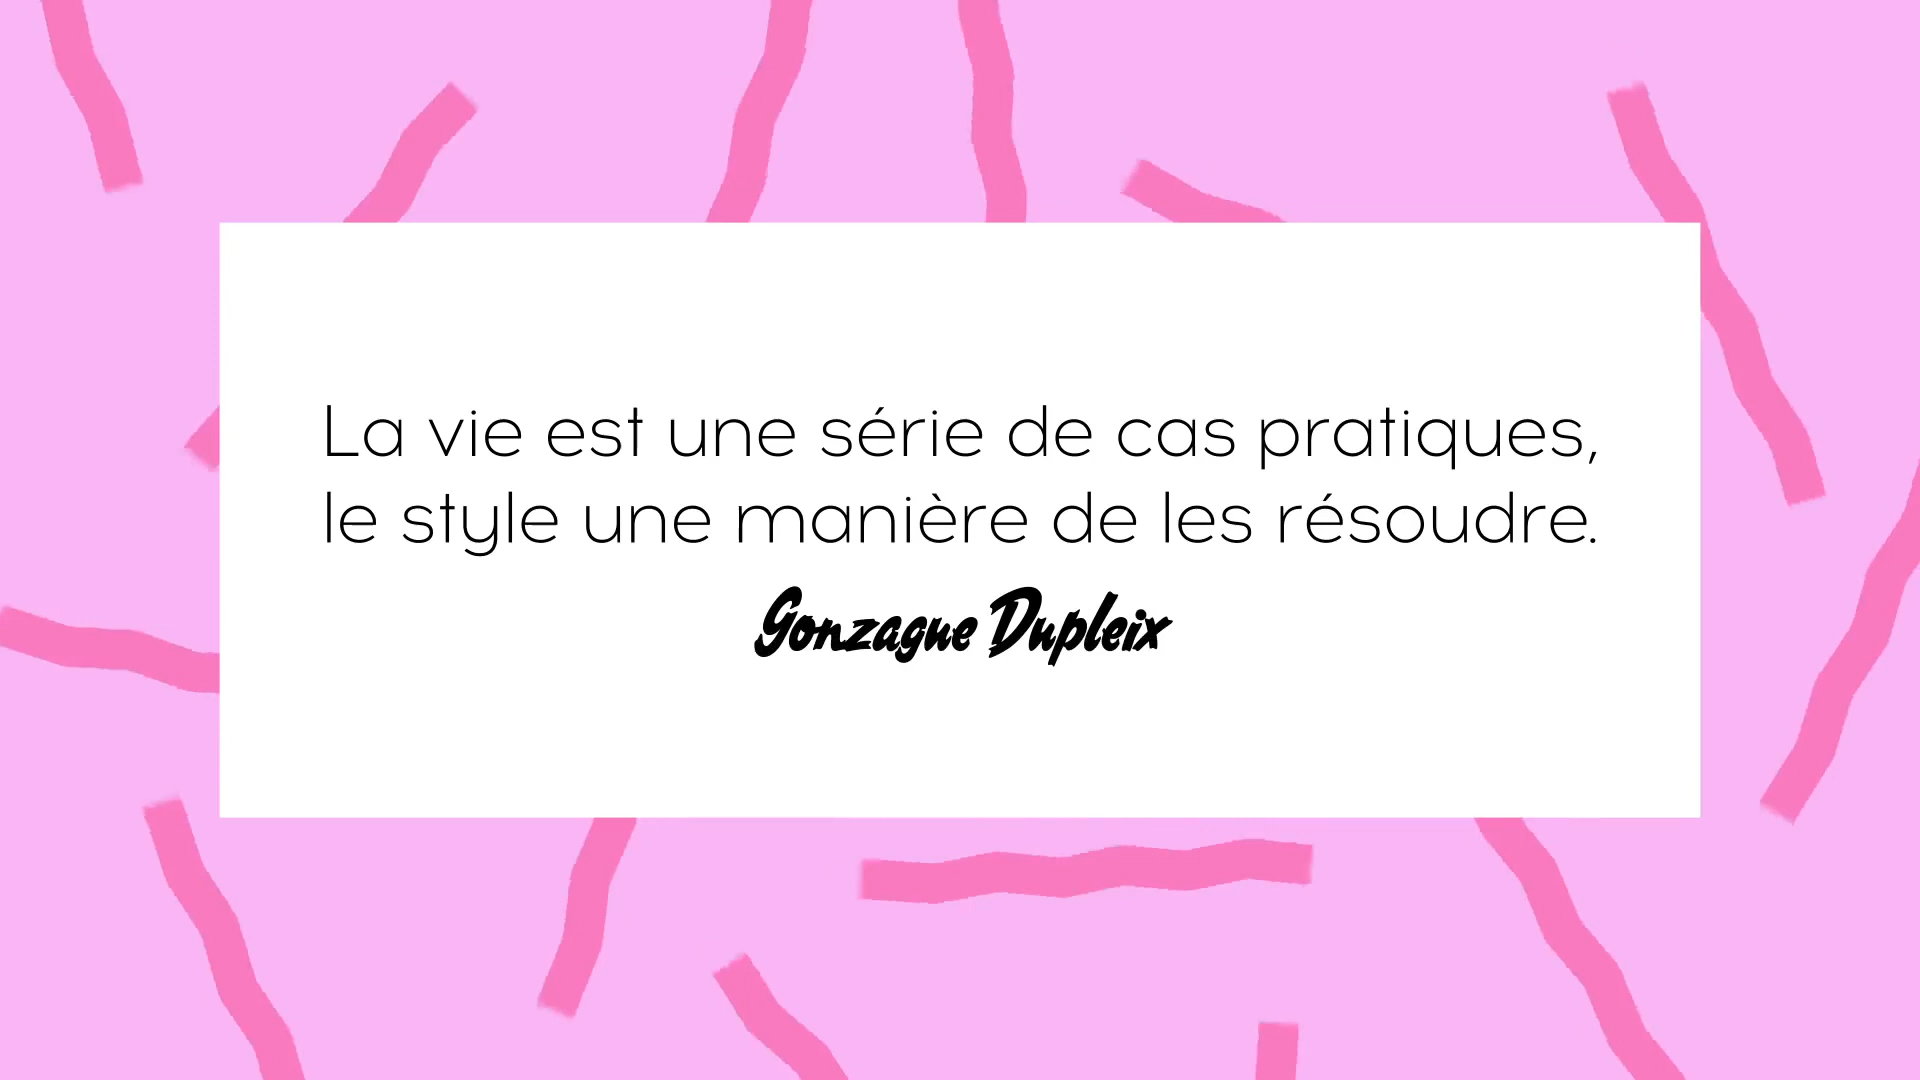 La vie est une série de cas pratiques,
le style une manière de les résoudre.
Gonzague Dupleix